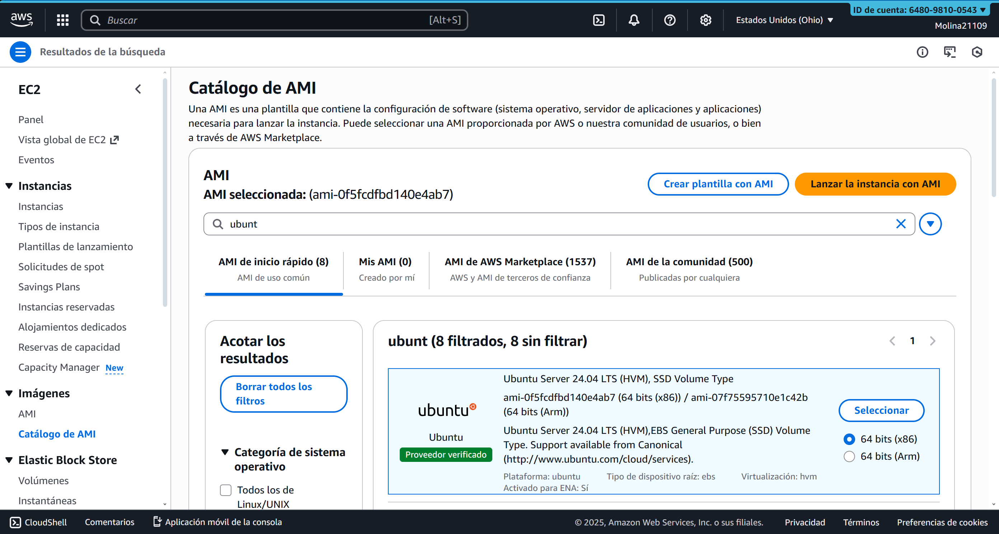 aws
Buscar
[Alt+S]
Estados Unidos (Ohio)
ID de cuenta: 6480-9810-0543
Molina21109
Resultados de la búsqueda
EC2
Panel
Vista global de EC2
Eventos
Instancias
Instancias
Tipos de instancia
Plantillas de lanzamiento
Solicitudes de spot
Savings Plans
Instancias reservadas
Alojamientos dedicados
Reservas de capacidad
Capacity Manager New
Imágenes
AMI
Catálogo de AMI
Elastic Block Store
Volúmenes
Instantáneas
Catálogo de AMI
Una AMI es una plantilla que contiene la configuración de software (sistema operativo, servidor de aplicaciones y aplicaciones)
necesaria para lanzar la instancia. Puede seleccionar una AMI proporcionada por AWS o nuestra comunidad de usuarios, o bien
a través de AWS Marketplace.
AMI
AMI seleccionada: (ami-0f5fcdfbd140e4ab7)
Crear plantilla con AMI
Lanzar la instancia con AMI
ubunt
AMI de inicio rápido (8)
AMI de uso común
Mis AMI (0)
Creado por mí
AMI de AWS Marketplace (1537)
AWS y AMI de terceros de confianza
AMI de la comunidad (500)
Publicadas por cualquiera
Acotar los
resultados
Borrar todos los
filtros
Categoría de sistema
operativo
Todos los de
Linux/UNIX
ubunt (8 filtrados, 8 sin filtrar)
1
ubuntu
Ubuntu
Proveedor verificado
Ubuntu Server 24.04 LTS (HVM), SSD Volume Type
ami-0f5fcdfbd140e4ab7 (64 bits (x86)) / ami-07f75595710e1c42b
(64 bits (Arm))
Ubuntu Server 24.04 LTS (HVM),EBS General Purpose (SSD) Volume
Type. Support available from Canonical
(http://www.ubuntu.com/cloud/services).
Plataforma: ubuntu
Tipo de dispositivo raíz: ebs
Virtualización: hvm
Activado para ENA: Sí
Seleccionar
64 bits (x86)
64 bits (Arm)
CloudShell
Comentarios
Aplicación móvil de la consola
© 2025, Amazon Web Services, Inc. o sus filiales.
Privacidad
Términos
Preferencias de cookies